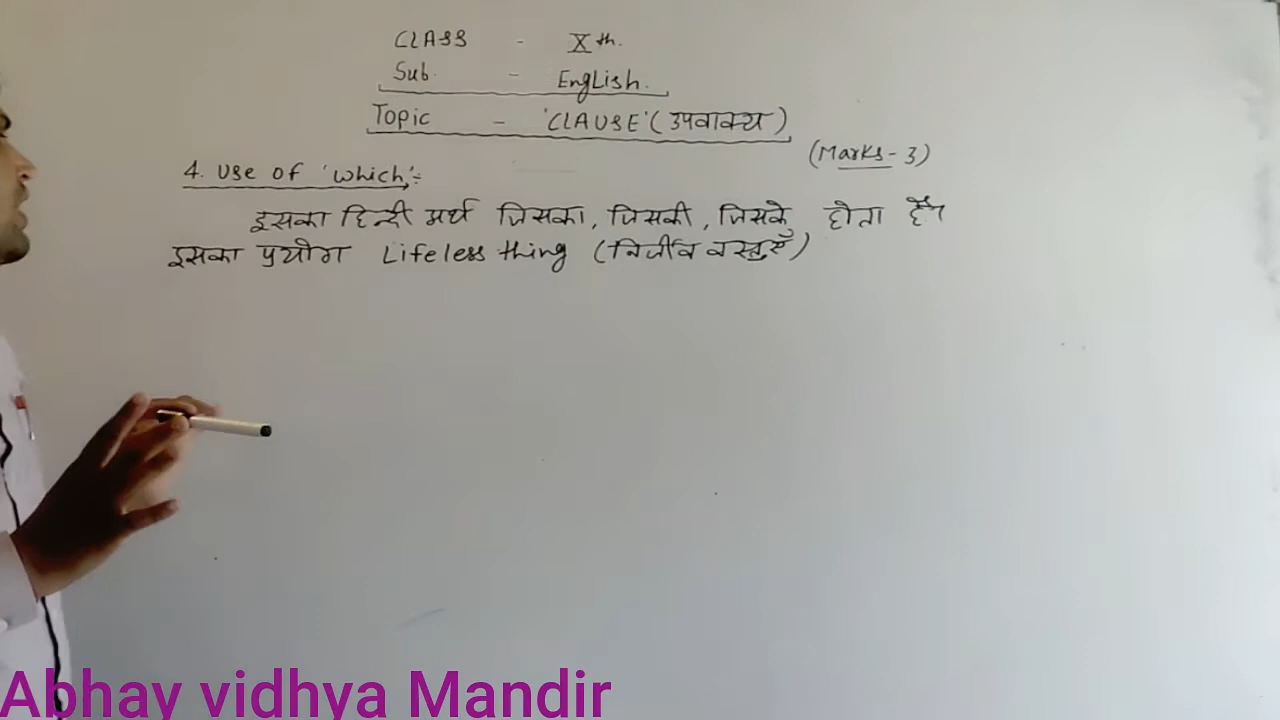 CLASS - Xth.
Sub. - English.
Topic - 'CLAUSE' (उपवाक्य)
(Marks - 3)
4. Use of 'which' :-
इसका हिन्दी अर्थ जिसका, जिसकी, जिसके होता है।
इसका प्रयोग Lifeless thing (निर्जीव वस्तुएँ)
Abhay vidhya Mandir